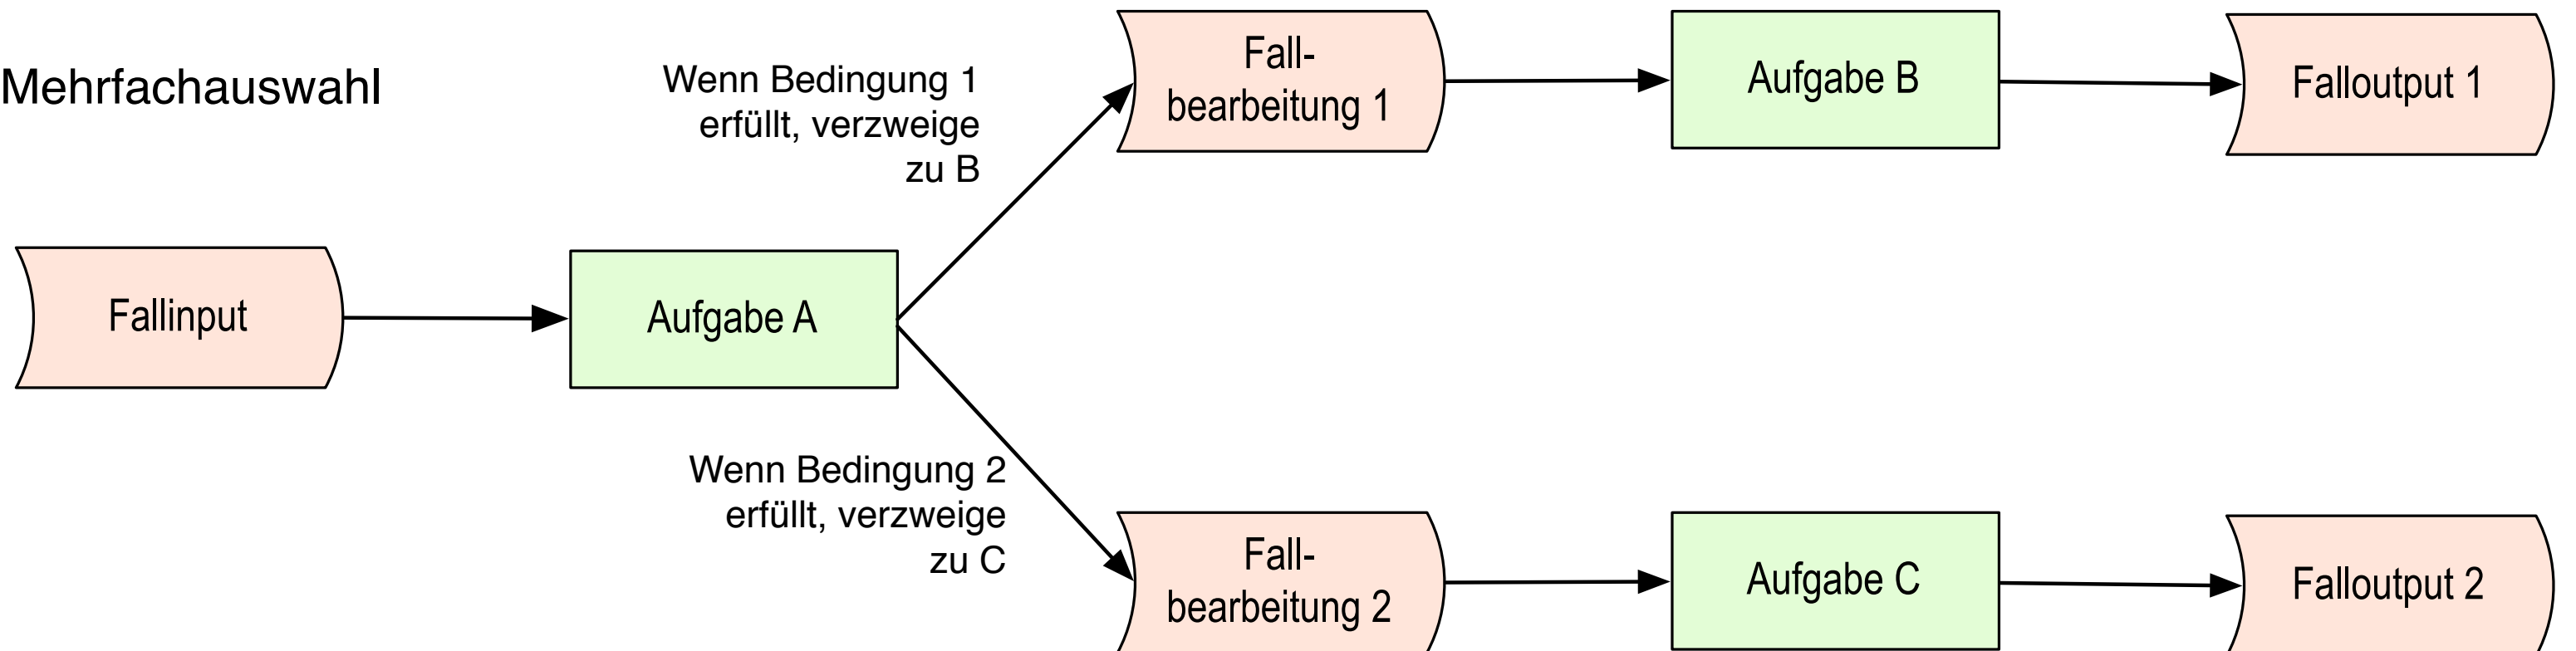 Mehrfachauswahl
Wenn Bedingung 1
erfüllt, verzweige
zu B
Fall-
bearbeitung 1
Aufgabe B
Falloutput 1
Fallinput
Aufgabe A
Wenn Bedingung 2
erfüllt, verzweige
zu C
Fall-
bearbeitung 2
Aufgabe C
Falloutput 2